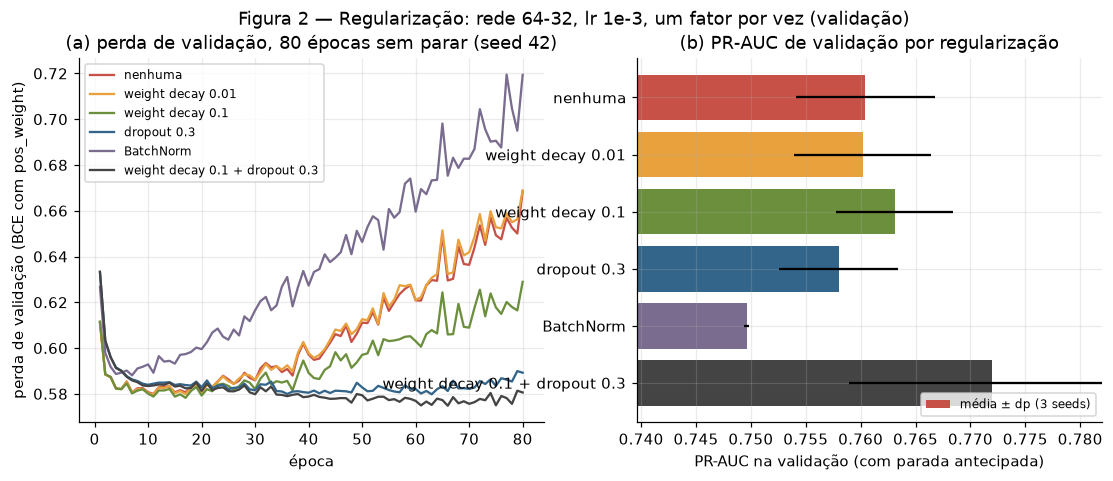 Figura 2 — Regularização: rede 64-32, lr 1e-3, um fator por vez (validação)
(a) perda de validação, 80 épocas sem parar (seed 42)
perda de validação (BCE com pos_weight)
0.72
0.70
0.68
0.66
0.64
0.62
0.60
0.58
nenhuma
weight decay 0.01
weight decay 0.1
dropout 0.3
BatchNorm
weight decay 0.1 + dropout 0.3
0 10 20 30 40 50 60 70 80
época
(b) PR-AUC de validação por regularização
nenhuma
weight decay 0.01
weight decay 0.1
dropout 0.3
BatchNorm
weight decay 0.1 + dropout 0.3
média ± dp (3 seeds)
0.740 0.745 0.750 0.755 0.760 0.765 0.770 0.775 0.780
PR-AUC na validação (com parada antecipada)